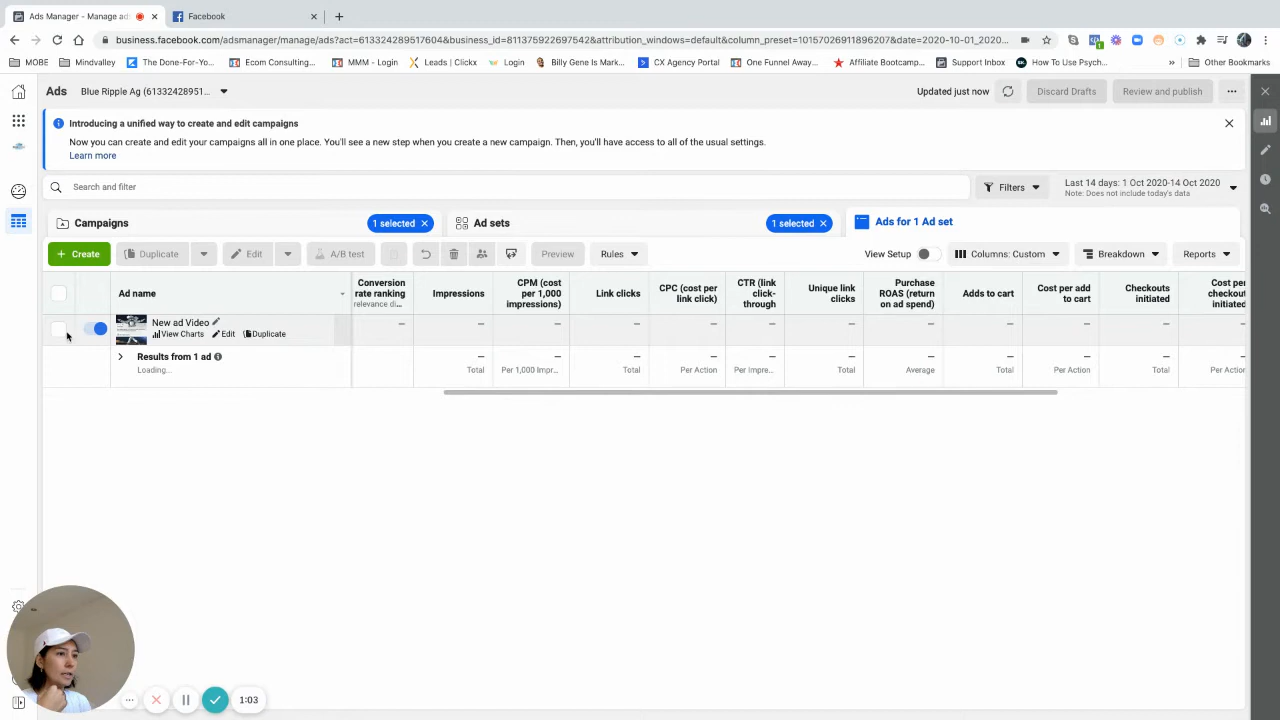 Ads Manager - Manage ads
Facebook
business.facebook.com/adsmanager/manage/ads?act=613324289517604&business_id=811375922697542&attribution_windows=default&column_preset=10157026911896207&date=2020-10-01_2020...
MOBE
Mindvalley
The Done-For-Yo...
Ecom Consulting...
MMM - Login
Leads | Clickx
Login
Billy Gene Is Mark...
CX Agency Portal
One Funnel Away...
Affiliate Bootcamp...
Support Inbox
How To Use Psych...
»
Other Bookmarks
Ads
Blue Ripple Ag (61332428951...
Updated just now
Discard Drafts
Review and publish
Introducing a unified way to create and edit campaigns
Now you can create and edit your campaigns all in one place. You'll see a new step when you create a new campaign. Then, you'll have access to all of the usual settings.
Learn more
Search and filter
Filters
Last 14 days: 1 Oct 2020-14 Oct 2020
Note: Does not include today's data
Campaigns
1 selected ×
Ad sets
1 selected ×
Ads for 1 Ad set
+ Create
Duplicate
Edit
A/B test
Preview
Rules
View Setup
Columns: Custom
Breakdown
Reports
Ad name
Conversion
rate ranking
relevance di...
Impressions
CPM (cost
per 1,000
impressions)
Link clicks
CPC (cost per
link click)
CTR (link
click-
through
Unique link
clicks
Purchase
ROAS (return
on ad spend)
Adds to cart
Cost per add
to cart
Checkouts
initiated
Cost per
checkout
initiated
New ad Video
View Charts
Edit
Duplicate
— — — — — — — — — — —
Results from 1 ad
— — — — — — — — — —
Loading...
Total
Per 1,000 Impr...
Total
Per Action
Per Impre...
Total
Average
Total
Per Action
Total
Per Action
1:03